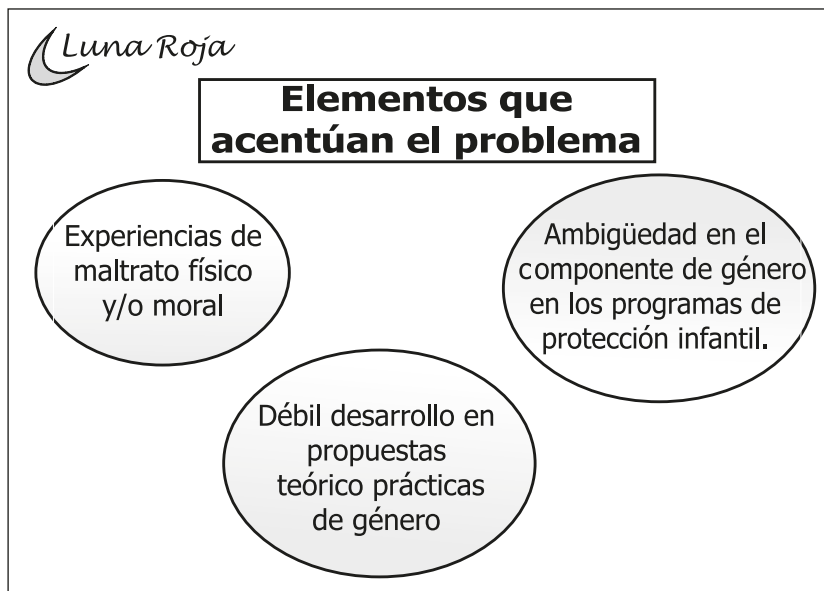 Luna Roja
Elementos que
acentúan el problema
Experiencias de
maltrato físico
y/o moral
Ambigüedad en el
componente de género
en los programas de
protección infantil.
Débil desarrollo en
propuestas
teórico prácticas
de género